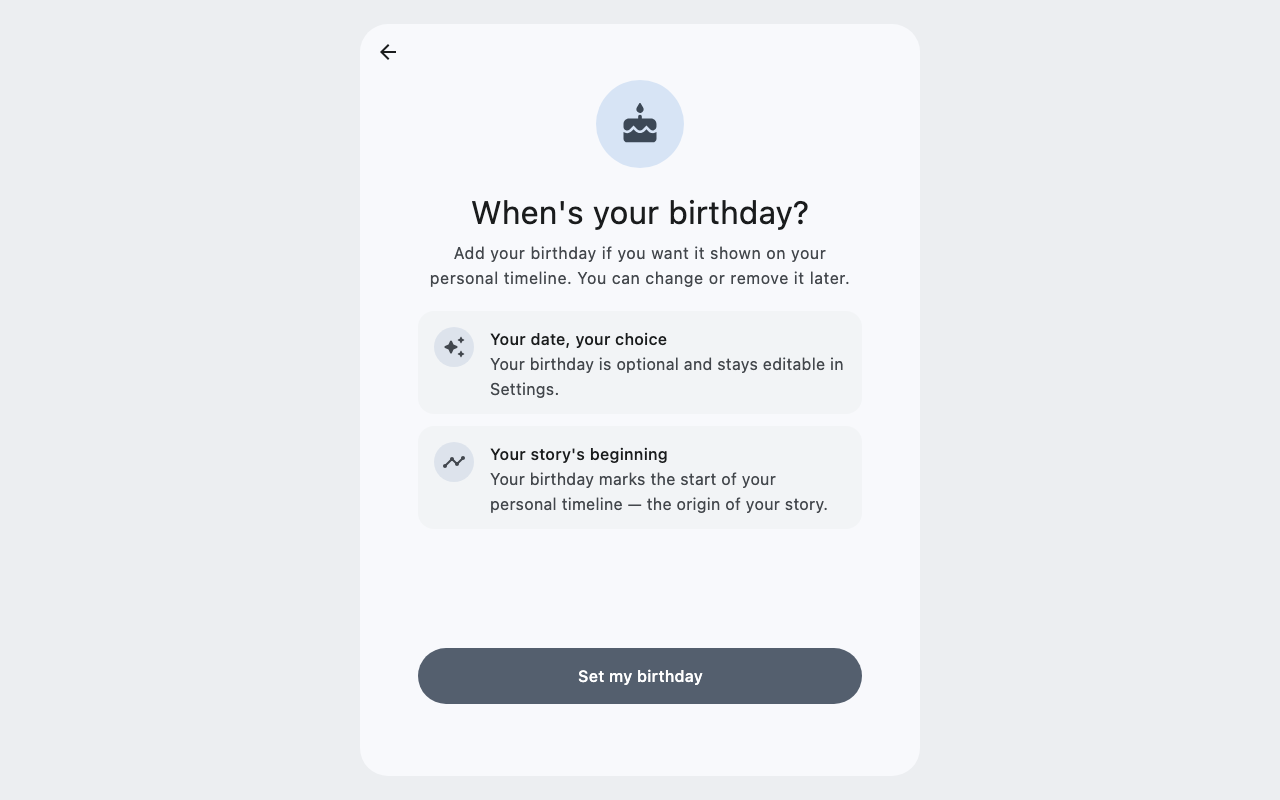 When's your birthday?
Add your birthday if you want it shown on your
personal timeline. You can change or remove it later.
Your date, your choice
Your birthday is optional and stays editable in
Settings.
Your story's beginning
Your birthday marks the start of your
personal timeline — the origin of your story.
Set my birthday